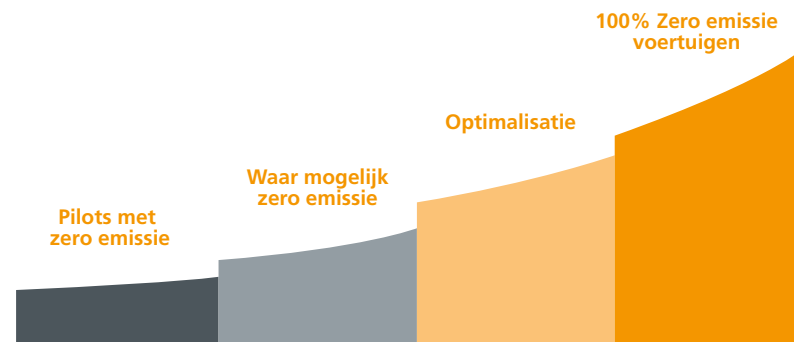 Pilots met
zero emissie
Waar mogelijk
zero emissie
Optimalisatie
100% Zero emissie
voertuigen